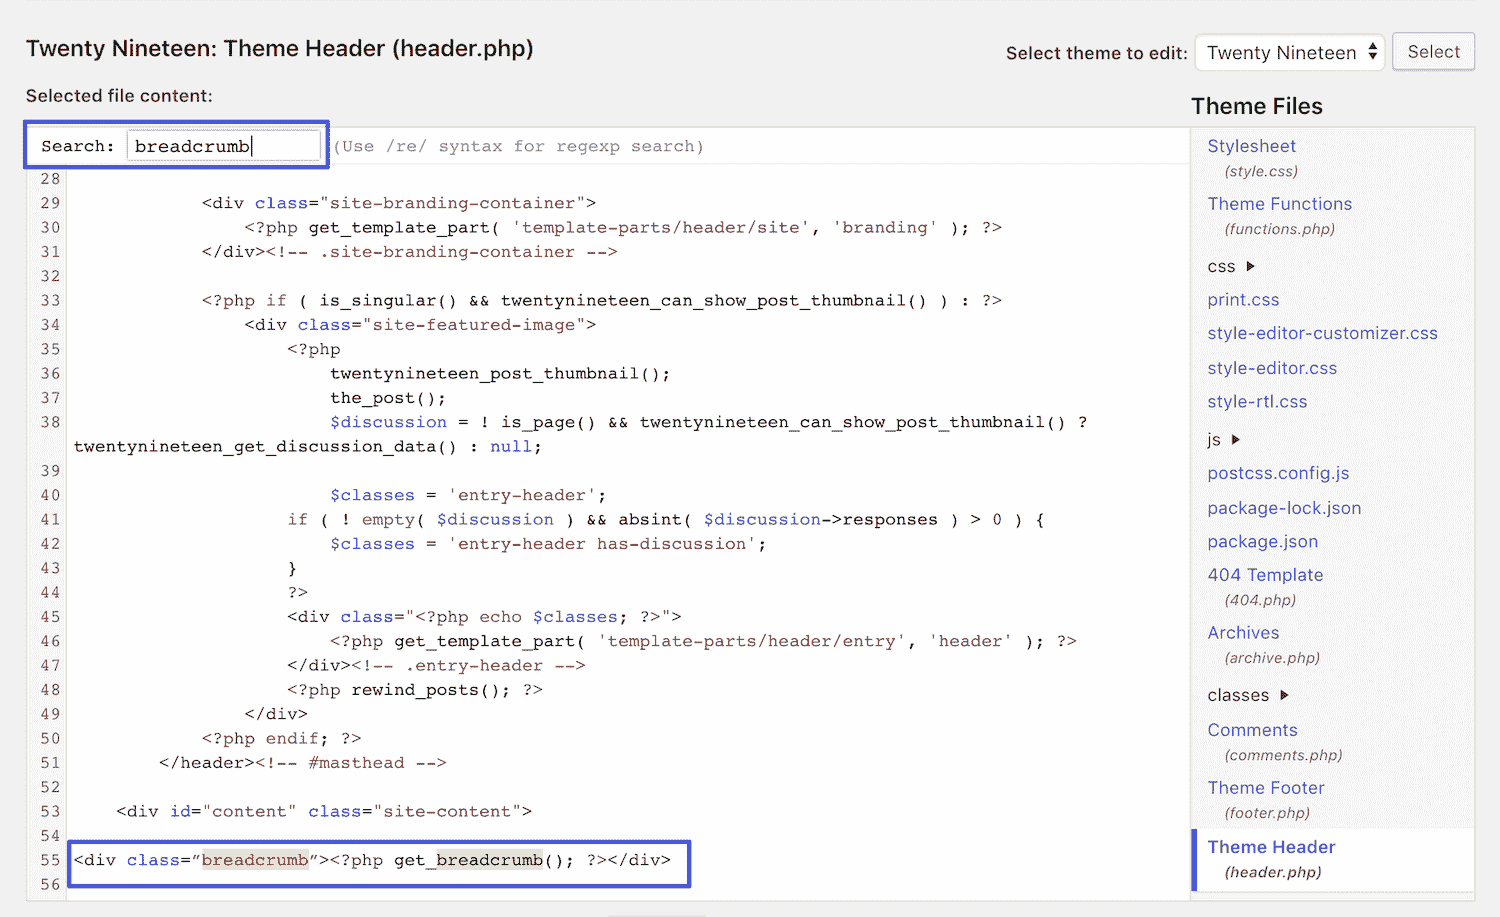 Twenty Nineteen: Theme Header (header.php)
Select theme to edit: Twenty Nineteen Select
Selected file content:
Search: breadcrumb (Use /re/ syntax for regexp search)
28
29 <div class="site-branding-container">
30 <?php get_template_part( 'template-parts/header/site', 'branding' ); ?>
31 </div><!-- .site-branding-container -->
32
33 <?php if ( is_singular() && twentynineteen_can_show_post_thumbnail() ) : ?>
34 <div class="site-featured-image">
35 <?php
36 twentynineteen_post_thumbnail();
37 the_post();
38 $discussion = ! is_page() && twentynineteen_can_show_post_thumbnail() ?
twentynineteen_get_discussion_data() : null;
39
40 $classes = 'entry-header';
41 if ( ! empty( $discussion ) && absint( $discussion->responses ) > 0 ) {
42 $classes = 'entry-header has-discussion';
43 }
44 ?>
45 <div class="<?php echo $classes; ?>">
46 <?php get_template_part( 'template-parts/header/entry', 'header' ); ?>
47 </div><!-- .entry-header -->
48 <?php rewind_posts(); ?>
49 </div>
50 <?php endif; ?>
51 </header><!-- #masthead -->
52
53 <div id="content" class="site-content">
54
55 <div class=”breadcrumb”><?php get_breadcrumb(); ?></div>
56
Theme Files
Stylesheet
(style.css)
Theme Functions
(functions.php)
css
print.css
style-editor-customizer.css
style-editor.css
style-rtl.css
js
postcss.config.js
package-lock.json
package.json
404 Template
(404.php)
Archives
(archive.php)
classes
Comments
(comments.php)
Theme Footer
(footer.php)
Theme Header
(header.php)